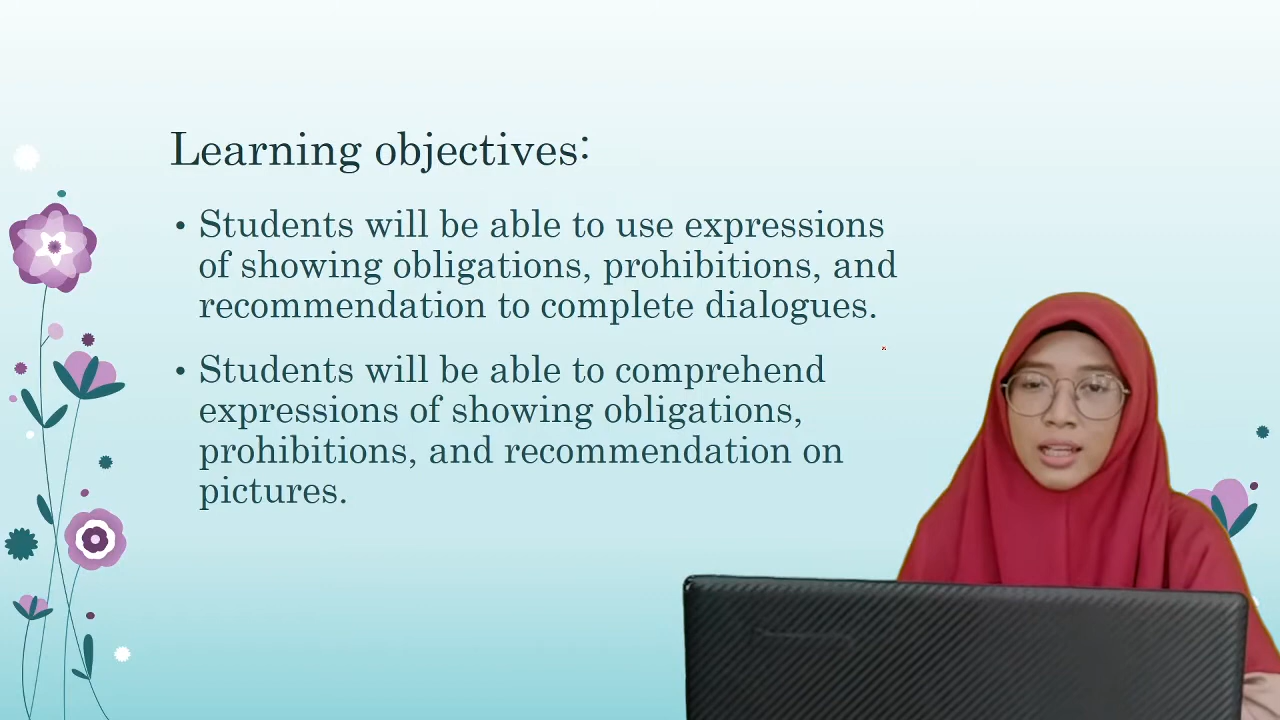 Learning objectives:
• Students will be able to use expressions
of showing obligations, prohibitions, and
recommendation to complete dialogues.
• Students will be able to comprehend
expressions of showing obligations,
prohibitions, and recommendation on
pictures.